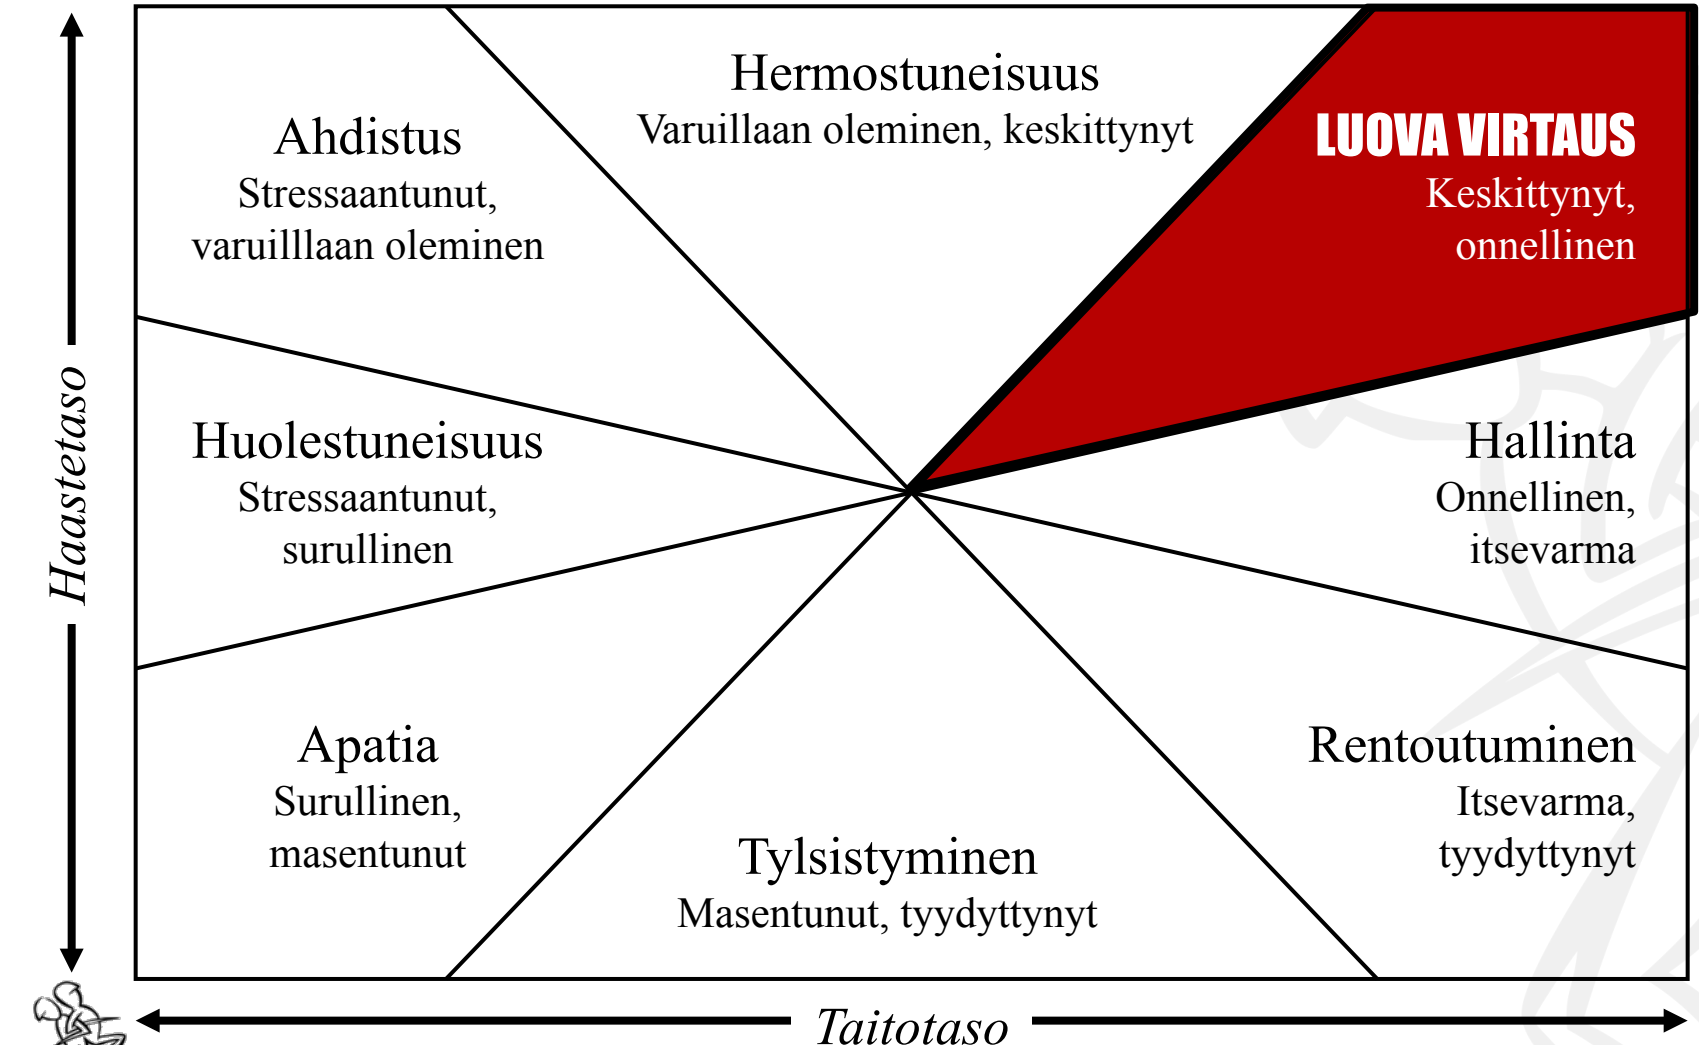 Hermostuneisuus
Varuillaan oleminen, keskittynyt
Ahdistus
Stressaantunut,
varuilllaan oleminen
LUOVA VIRTAUS
Keskittynyt,
onnellinen
Haastetaso
Huolestuneisuus
Stressaantunut,
surullinen
Hallinta
Onnellinen,
itsevarma
Apatia
Surullinen,
masentunut
Tylsistyminen
Masentunut, tyydyttynyt
Rentoutuminen
Itsevarma,
tyydyttynyt
Taitotaso